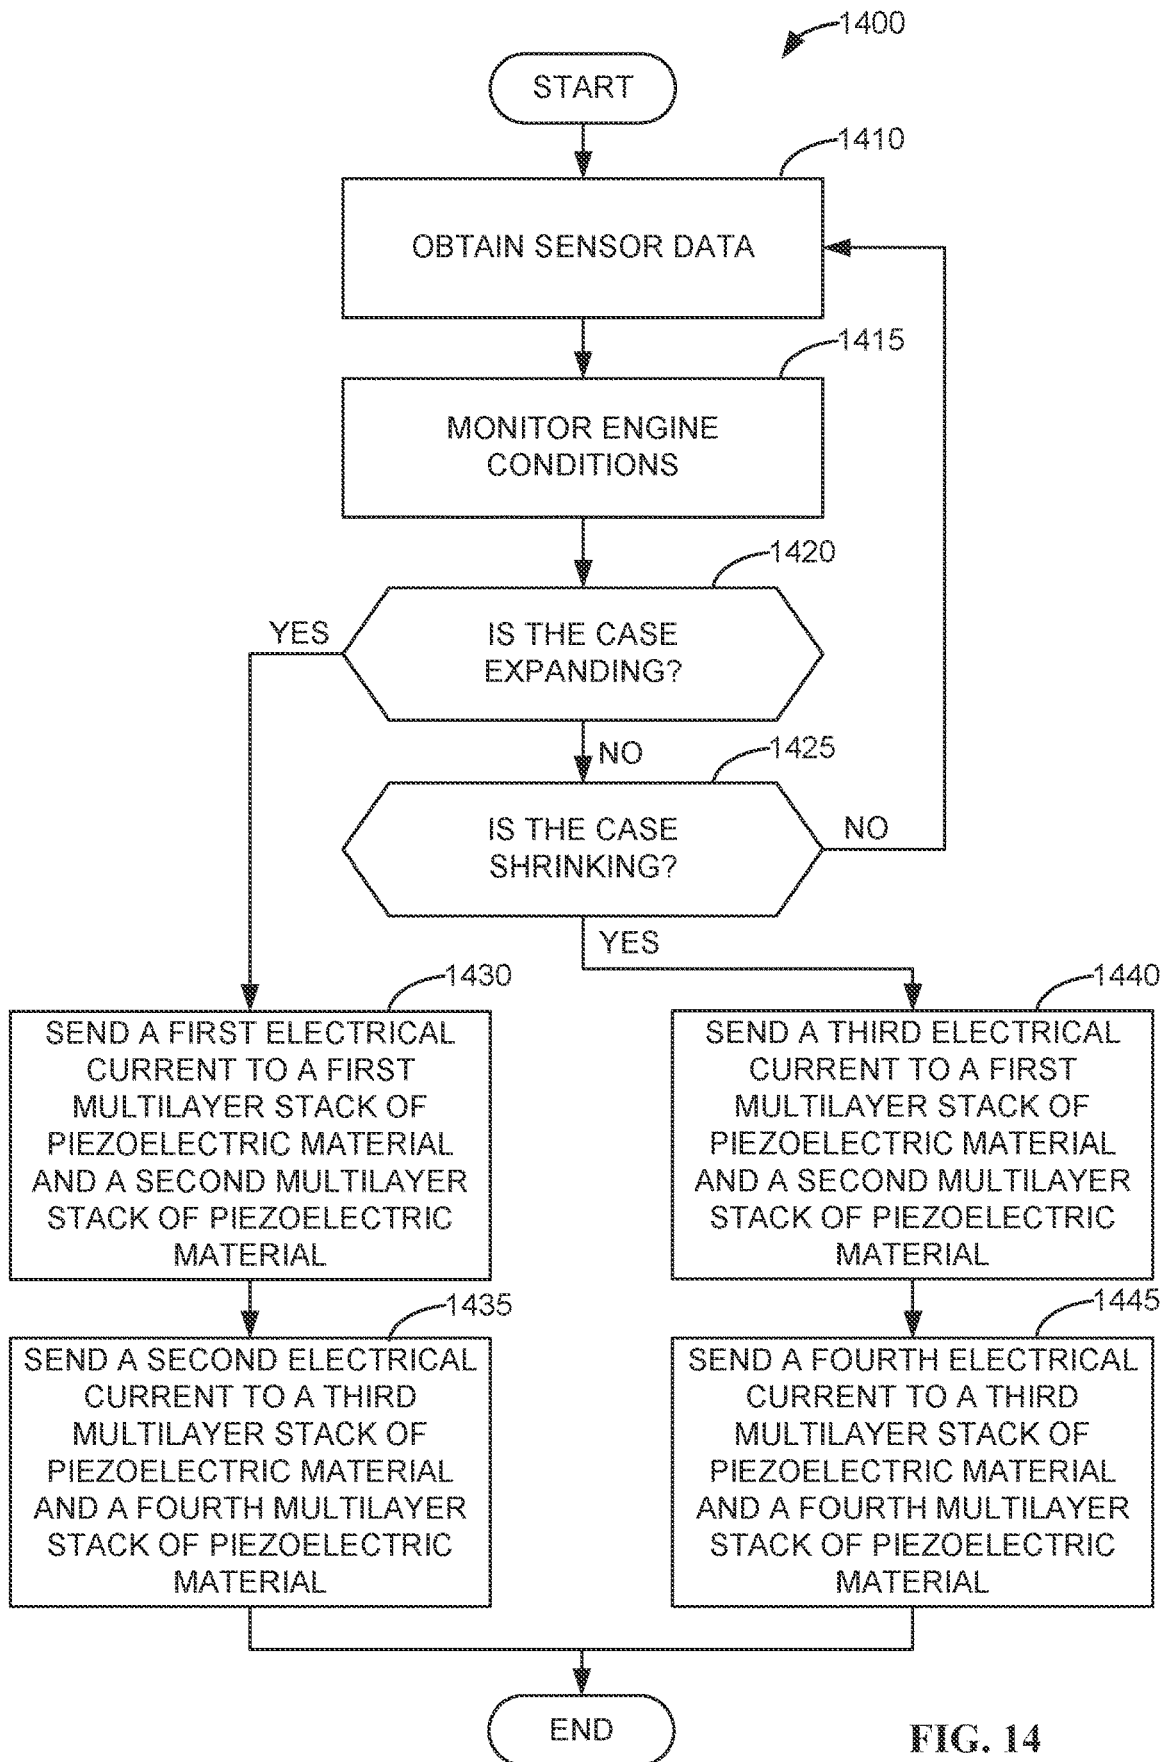 1400
START
1410
OBTAIN SENSOR DATA
1415
MONITOR ENGINE
CONDITIONS
1420
IS THE CASE
EXPANDING?
YES
NO
1425
IS THE CASE
SHRINKING?
NO
YES
1430
SEND A FIRST ELECTRICAL
CURRENT TO A FIRST
MULTILAYER STACK OF
PIEZOELECTRIC MATERIAL
AND A SECOND MULTILAYER
STACK OF PIEZOELECTRIC
MATERIAL
1440
SEND A THIRD ELECTRICAL
CURRENT TO A FIRST
MULTILAYER STACK OF
PIEZOELECTRIC MATERIAL
AND A SECOND MULTILAYER
STACK OF PIEZOELECTRIC
MATERIAL
1435
SEND A SECOND ELECTRICAL
CURRENT TO A THIRD
MULTILAYER STACK OF
PIEZOELECTRIC MATERIAL
AND A FOURTH MULTILAYER
STACK OF PIEZOELECTRIC
MATERIAL
1445
SEND A FOURTH ELECTRICAL
CURRENT TO A THIRD
MULTILAYER STACK OF
PIEZOELECTRIC MATERIAL
AND A FOURTH MULTILAYER
STACK OF PIEZOELECTRIC
MATERIAL
END
FIG. 14